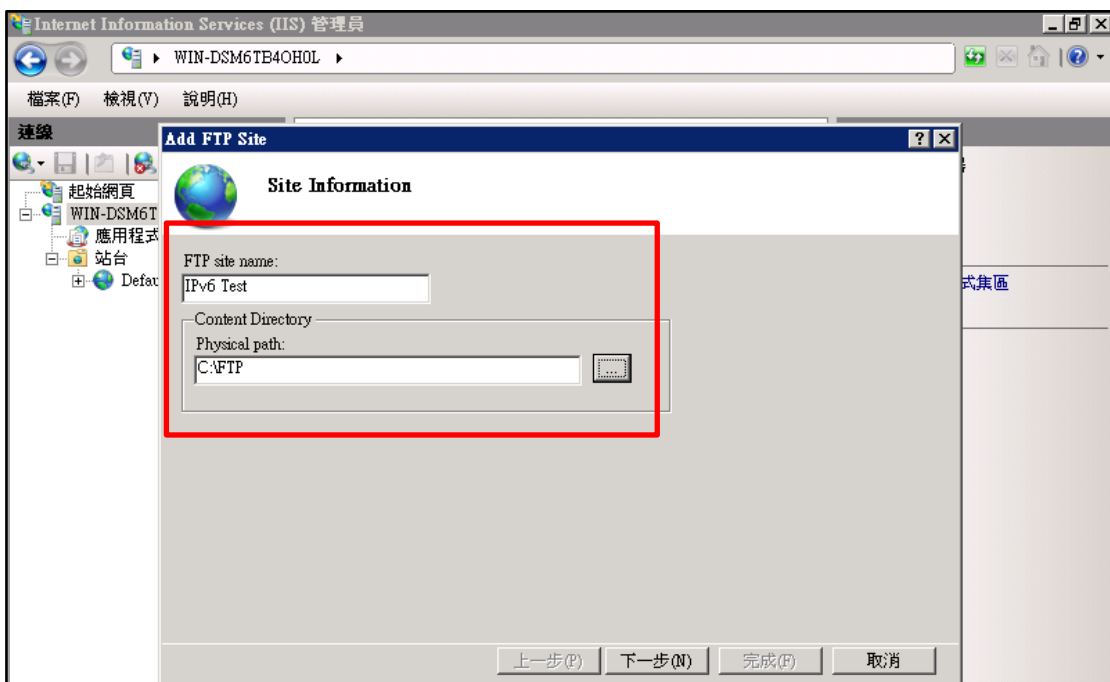 Internet Information Services (IIS) 管理員
WIN-DSM6TB4OH0L
檔案(F) 檢視(V) 說明(H)
連線
Add FTP Site
Site Information
起始網頁
WIN-DSM6T
應用程式
站台
Defau
FTP site name:
IPv6 Test
Content Directory
Physical path:
C:\FTP
...
式集區
上一步(P) 下一步(N) 完成(F) 取消